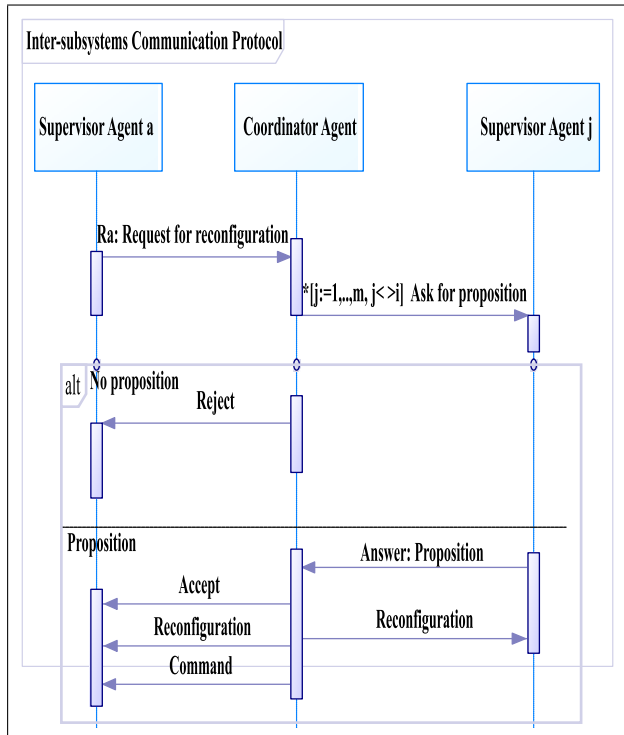 Inter-subsystems Communication Protocol
Supervisor Agent a
Coordinator Agent
Supervisor Agent j
Ra: Request for reconfiguration
*[j:=1,..,m, j< >i] Ask for proposition
alt
No proposition
Reject
Proposition
Answer: Proposition
Accept
Reconfiguration
Reconfiguration
Command